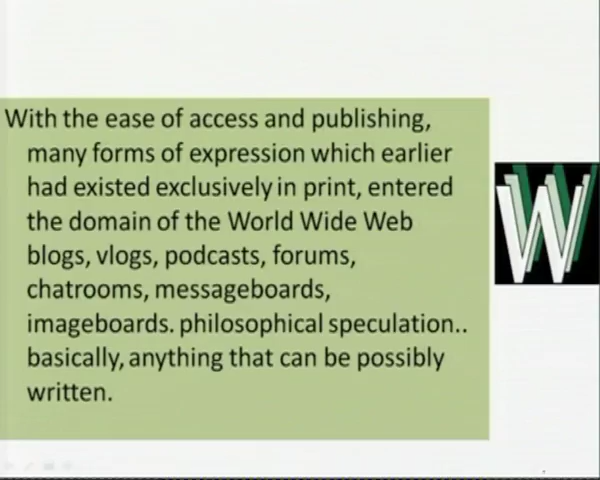 With the ease of access and publishing,
many forms of expression which earlier
had existed exclusively in print, entered
the domain of the World Wide Web
blogs, vlogs, podcasts, forums,
chatrooms, messageboards,
imageboards. philosophical speculation..
basically, anything that can be possibly
written.
W